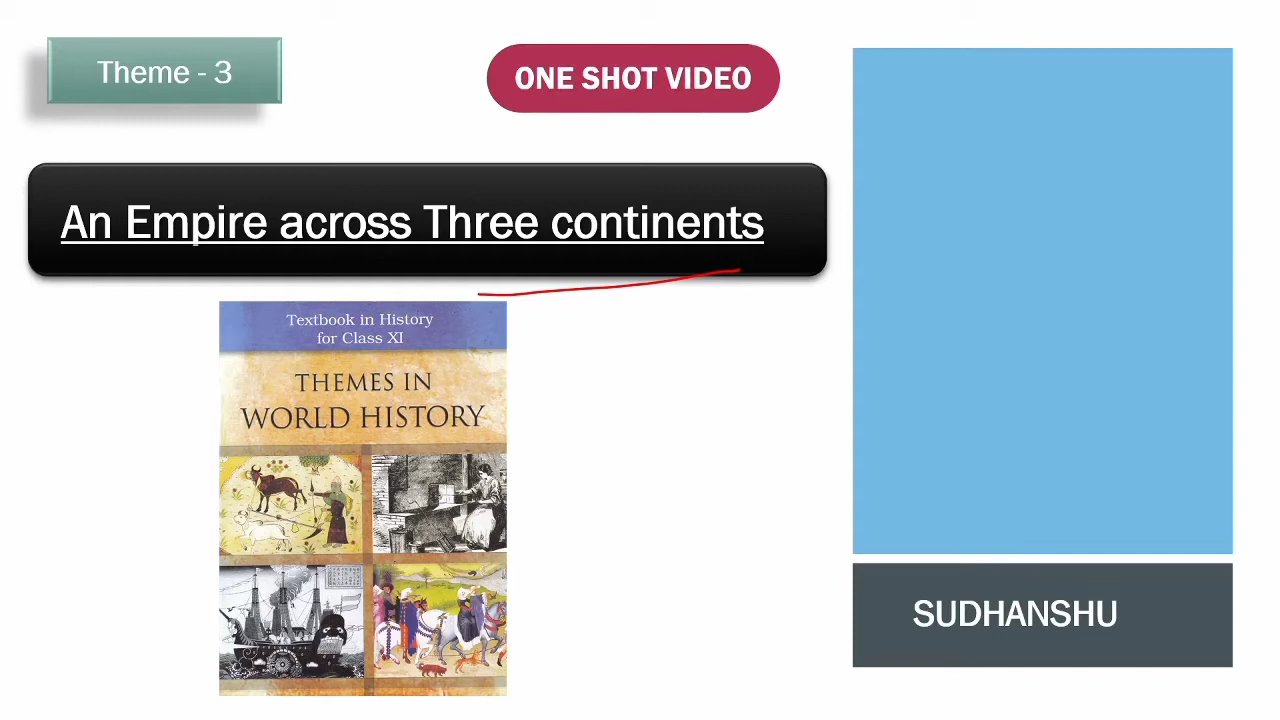 Theme - 3
ONE SHOT VIDEO
An Empire across Three continents
Textbook in History
for Class XI
THEMES IN
WORLD HISTORY
SUDHANSHU